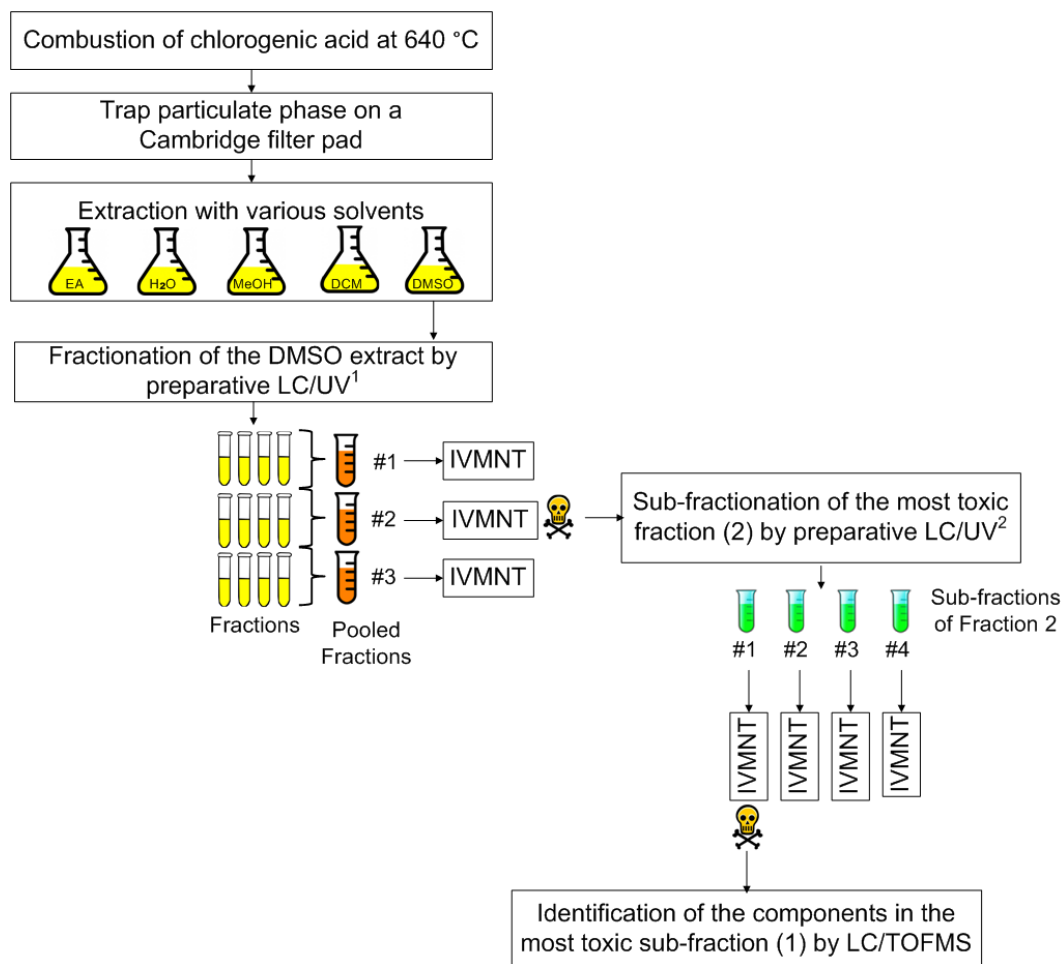 Combustion of chlorogenic acid at 640 °C
Trap particulate phase on a
Cambridge filter pad
Extraction with various solvents
EA
H₂O
MeOH
DCM
DMSO
Fractionation of the DMSO extract by
preparative LC/UV¹
#1
IVMNT
#2
IVMNT
#3
IVMNT
Fractions
Pooled
Fractions
Sub-fractionation of the most toxic
fraction (2) by preparative LC/UV²
Sub-fractions
of Fraction 2
#1
#2
#3
#4
IVMNT
IVMNT
IVMNT
IVMNT
Identification of the components in the
most toxic sub-fraction (1) by LC/TOFMS